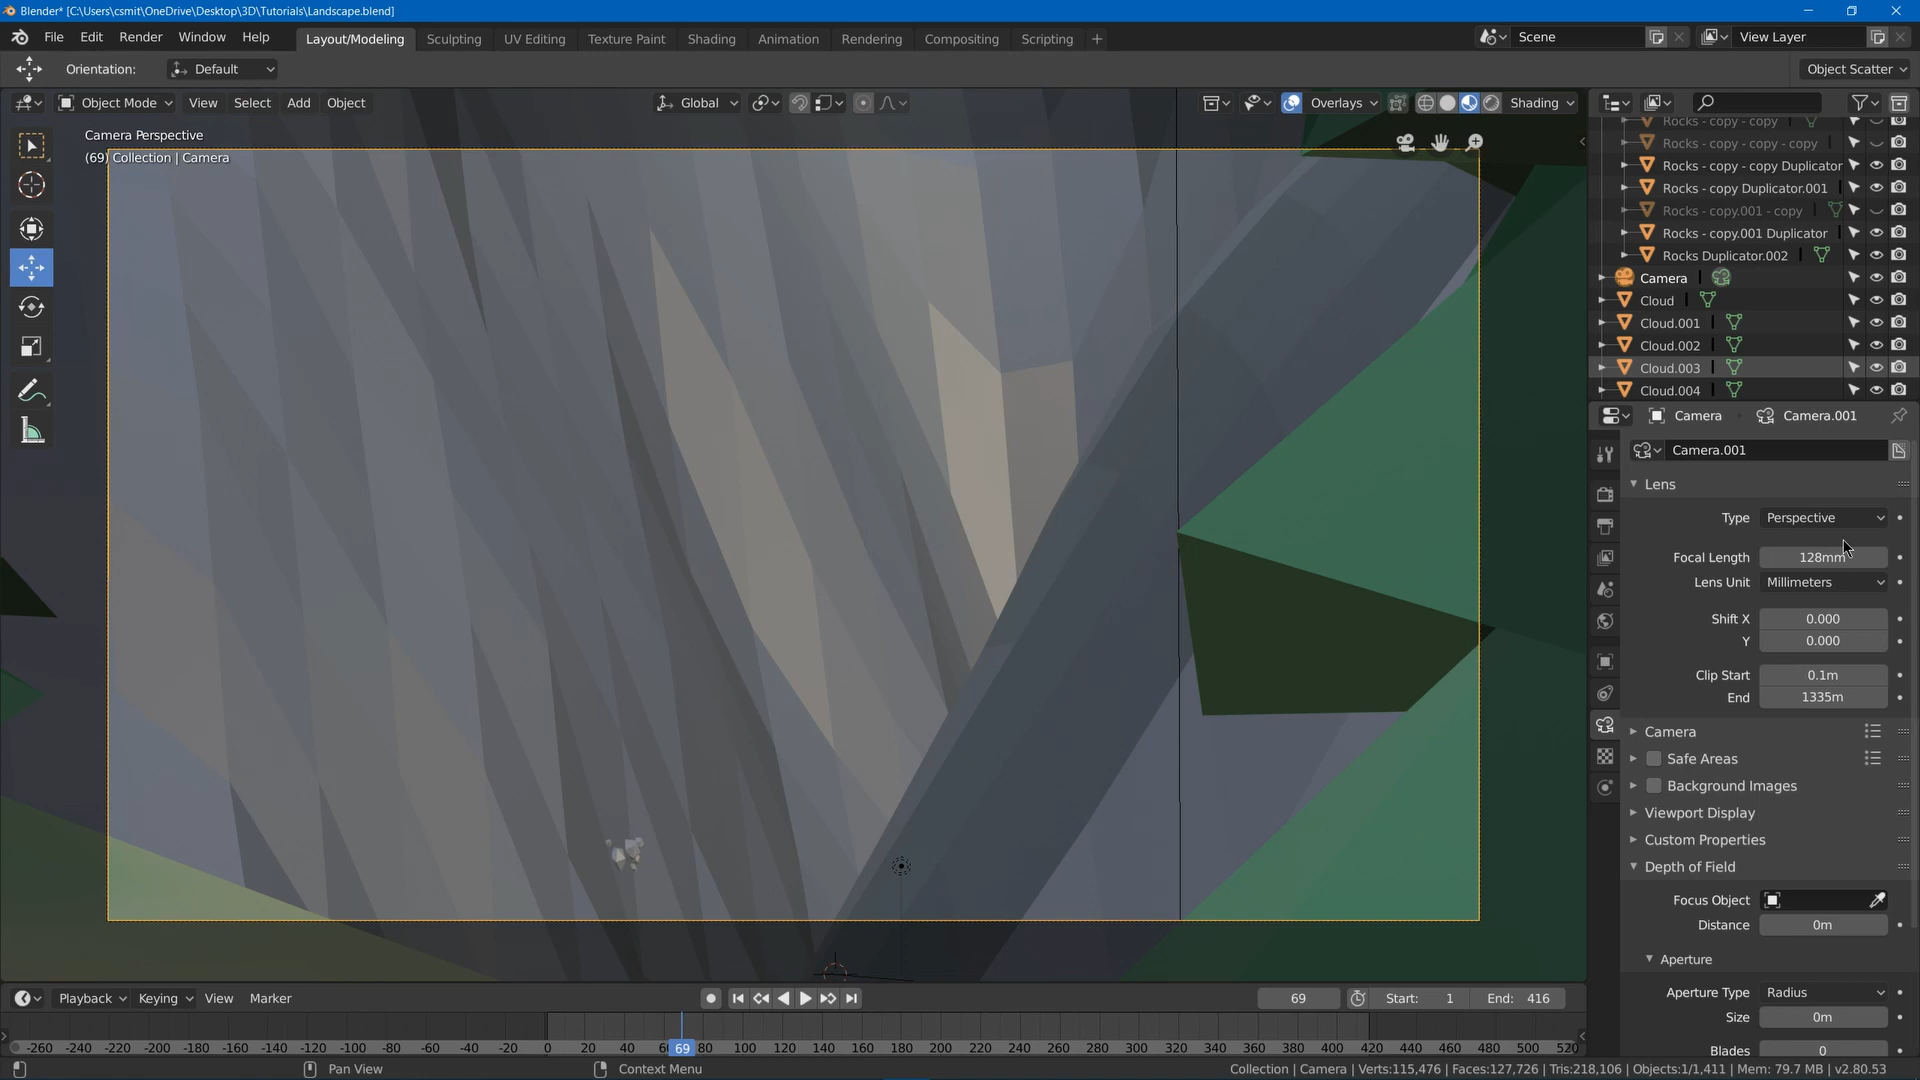 Blender* [C:\Users\csmit\OneDrive\Desktop\3D\Tutorials\Landscape.blend]
File Edit Render Window Help Layout/Modeling Sculpting UV Editing Texture Paint Shading Animation Rendering Compositing Scripting + Scene View Layer
Orientation: Default Object Scatter
Object Mode View Select Add Object Global Overlays Shading
Camera Perspective
(69) Collection | Camera
Rocks - copy - copy
Rocks - copy - copy - copy
Rocks - copy - copy Duplicator
Rocks - copy Duplicator.001
Rocks - copy.001 - copy
Rocks - copy.001 Duplicator
Rocks Duplicator.002
Camera
Cloud
Cloud.001
Cloud.002
Cloud.003
Cloud.004
Camera Camera.001
Camera.001
Lens
Type Perspective
Focal Length 128mm
Lens Unit Millimeters
Shift X 0.000
Y 0.000
Clip Start 0.1m
End 1335m
Camera
Safe Areas
Background Images
Viewport Display
Custom Properties
Depth of Field
Focus Object
Distance 0m
Aperture
Aperture Type Radius
Size 0m
Blades 0
Playback Keying View Marker 69 Start: 1 End: 416
-260 -240 -220 -200 -180 -160 -140 -120 -100 -80 -60 -40 -20 0 20 40 69 80 100 120 140 160 180 200 220 240 260 280 300 320 340 360 380 400 420 440 460 480 500 520
Pan View Context Menu Collection | Camera | Verts:115,476 | Faces:127,726 | Tris:218,106 | Objects:1/1,411 | Mem: 79.7 MB | v2.80.53